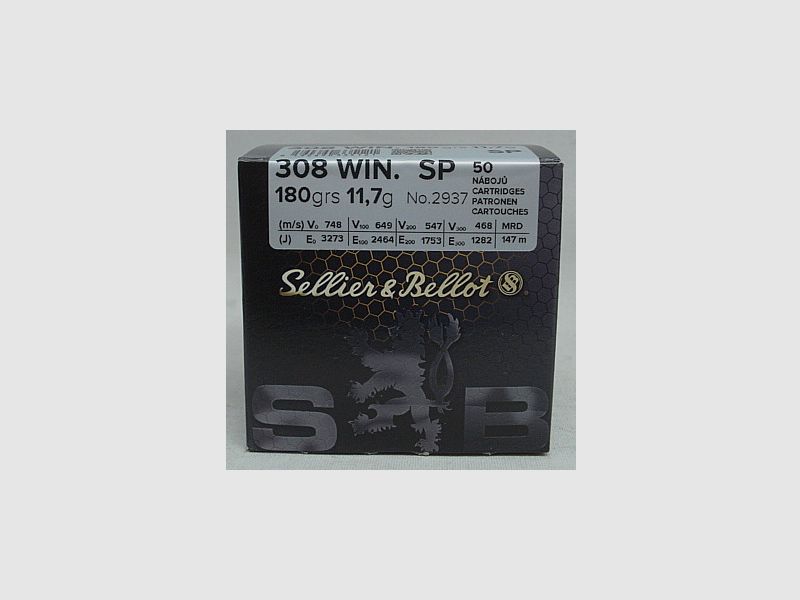 SP
308 WIN. SP 50
NÁBOJŮ
180grs 11,7g No.2937 CARTRIDGES
PATRONEN
CARTOUCHES
(m/s) V0 748 V100 649 V200 547 V300 468 MRD
(J) E0 3273 E100 2464 E200 1753 E300 1282 147 m
Sellier & Bellot
S B